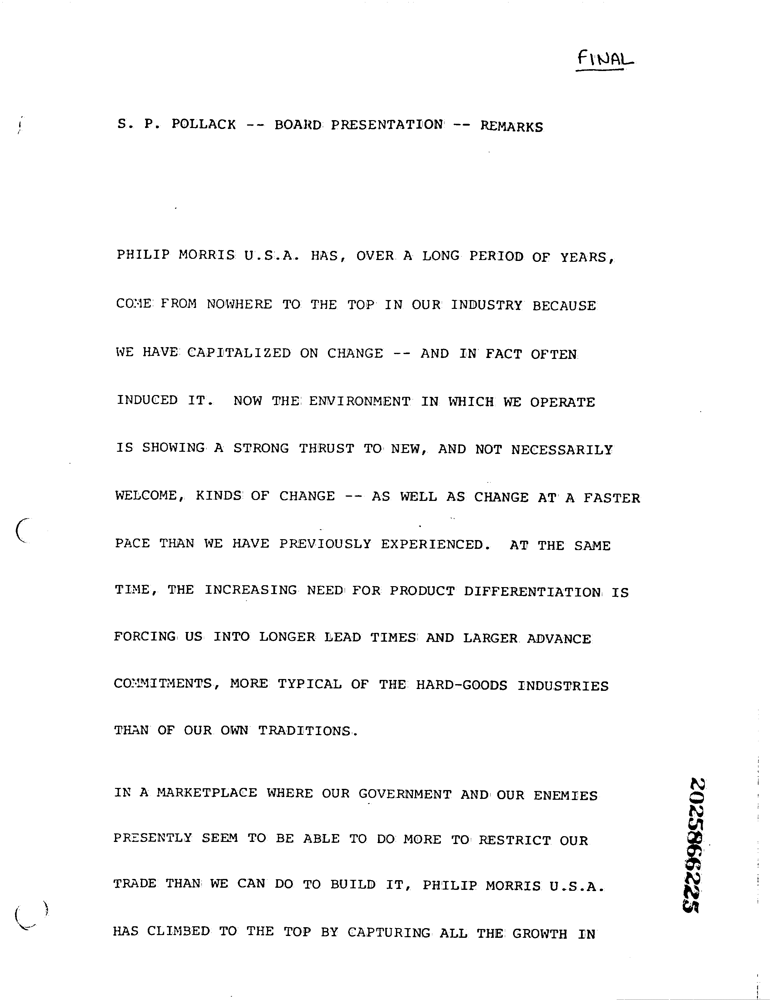 FINAL
S. P. POLLACK -- BOARD PRESENTATION -- REMARKS
PHILIP MORRIS U.S.A. HAS, OVER A LONG PERIOD OF YEARS,
COME FROM NOWHERE TO THE TOP IN OUR INDUSTRY BECAUSE
WE HAVE CAPITALIZED ON CHANGE -- AND IN FACT OFTEN
INDUCED IT. NOW THE ENVIRONMENT IN WHICH WE OPERATE
IS SHOWING A STRONG THRUST TO NEW, AND NOT NECESSARILY
WELCOME, KINDS OF CHANGE -- AS WELL AS CHANGE AT A FASTER
PACE THAN WE HAVE PREVIOUSLY EXPERIENCED. AT THE SAME
TIME, THE INCREASING NEED FOR PRODUCT DIFFERENTIATION IS
FORCING US INTO LONGER LEAD TIMES AND LARGER ADVANCE
COMMITMENTS, MORE TYPICAL OF THE HARD-GOODS INDUSTRIES
THAN OF OUR OWN TRADITIONS.
IN A MARKETPLACE WHERE OUR GOVERNMENT AND OUR ENEMIES
PRESENTLY SEEM TO BE ABLE TO DO MORE TO RESTRICT OUR
TRADE THAN WE CAN DO TO BUILD IT, PHILIP MORRIS U.S.A.
HAS CLIMBED TO THE TOP BY CAPTURING ALL THE GROWTH IN
2025866225